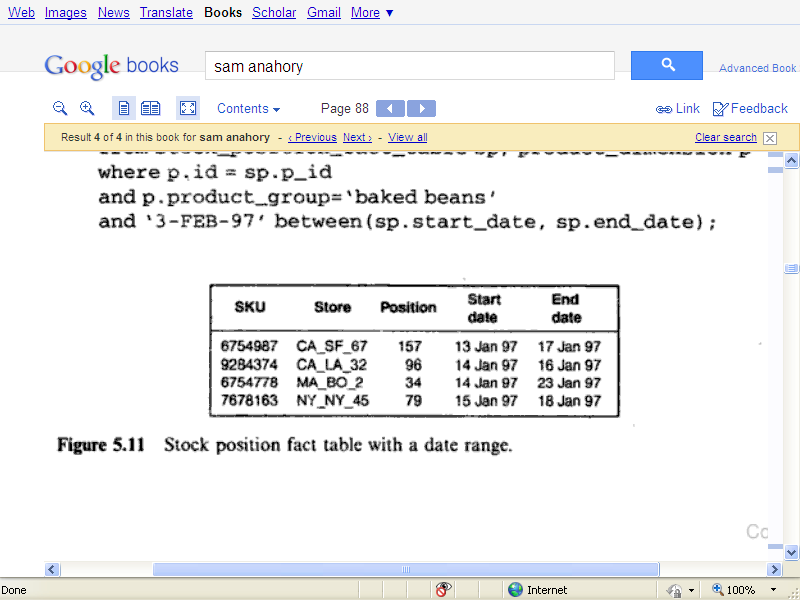 Web Images News Translate Books Scholar Gmail More ▼
Google books sam anahory Advanced Book
Contents Page 88 Link Feedback
Result 4 of 4 in this book for sam anahory - ‹ Previous Next › - View all Clear search
where p.id = sp.p_id
and p.product_group='baked beans'
and '3-FEB-97' between(sp.start_date, sp.end_date);
SKU Store Position Start date End date
6754987 CA_SF_67 157 13 Jan 97 17 Jan 97
9284374 CA_LA_32 96 14 Jan 97 16 Jan 97
6754778 MA_BO_2 34 14 Jan 97 23 Jan 97
7678163 NY_NY_45 79 15 Jan 97 18 Jan 97
Figure 5.11 Stock position fact table with a date range.
Co
Done Internet 100%